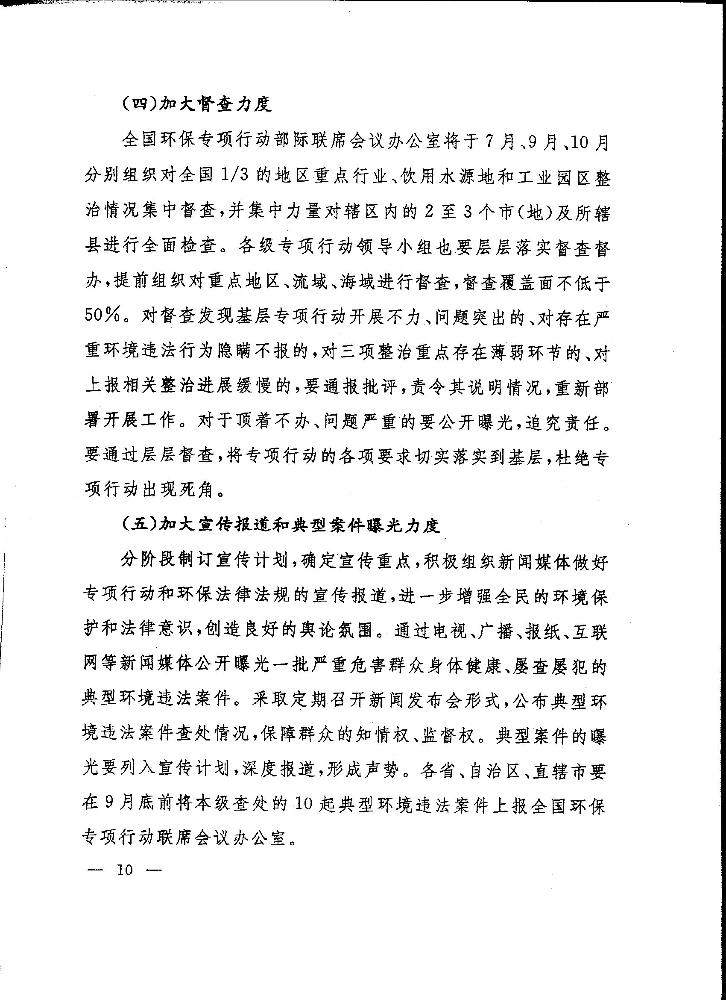 (四)加大督查力度
全国环保专项行动部际联席会议办公室将于7月、9月、10月
分别组织对全国1/3的地区重点行业、饮用水源地和工业园区整
治情况集中督查,并集中力量对辖区内的2至3个市(地)及所辖
县进行全面检查。各级专项行动领导小组也要层层落实督查督
办,提前组织对重点地区、流域、海域进行督查,督查覆盖面不低于
50%。对督查发现基层专项行动开展不力、问题突出的、对存在严
重环境违法行为隐瞒不报的,对三项整治重点存在薄弱环节的、对
上报相关整治进展缓慢的,要通报批评,责令其说明情况,重新部
署开展工作。对于顶着不办、问题严重的要公开曝光,追究责任。
要通过层层督查,将专项行动的各项要求切实落实到基层,杜绝专
项行动出现死角。
(五)加大宣传报道和典型案件曝光力度
分阶段制订宣传计划,确定宣传重点,积极组织新闻媒体做好
专项行动和环保法律法规的宣传报道,进一步增强全民的环境保
护和法律意识,创造良好的舆论氛围。通过电视、广播、报纸、互联
网等新闻媒体公开曝光一批严重危害群众身体健康、屡查屡犯的
典型环境违法案件。采取定期召开新闻发布会形式,公布典型环
境违法案件查处情况,保障群众的知情权、监督权。典型案件的曝
光要列入宣传计划,深度报道,形成声势。各省、自治区、直辖市要
在9月底前将本级查处的10起典型环境违法案件上报全国环保
专项行动联席会议办公室。
— 10 —